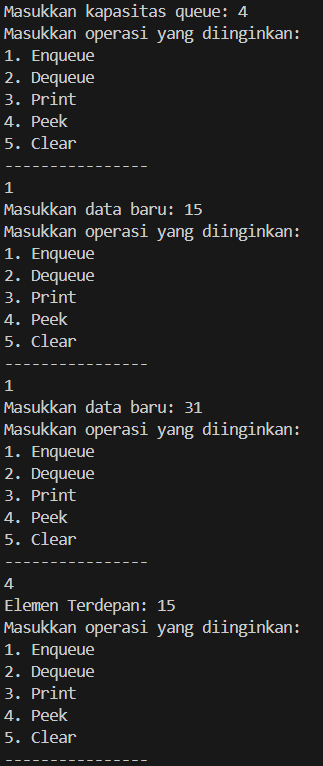 Masukkan kapasitas queue: 4
Masukkan operasi yang diinginkan:
1. Enqueue
2. Dequeue
3. Print
4. Peek
5. Clear
----------------
1
Masukkan data baru: 15
Masukkan operasi yang diinginkan:
1. Enqueue
2. Dequeue
3. Print
4. Peek
5. Clear
----------------
1
Masukkan data baru: 31
Masukkan operasi yang diinginkan:
1. Enqueue
2. Dequeue
3. Print
4. Peek
5. Clear
----------------
4
Elemen Terdepan: 15
Masukkan operasi yang diinginkan:
1. Enqueue
2. Dequeue
3. Print
4. Peek
5. Clear
----------------